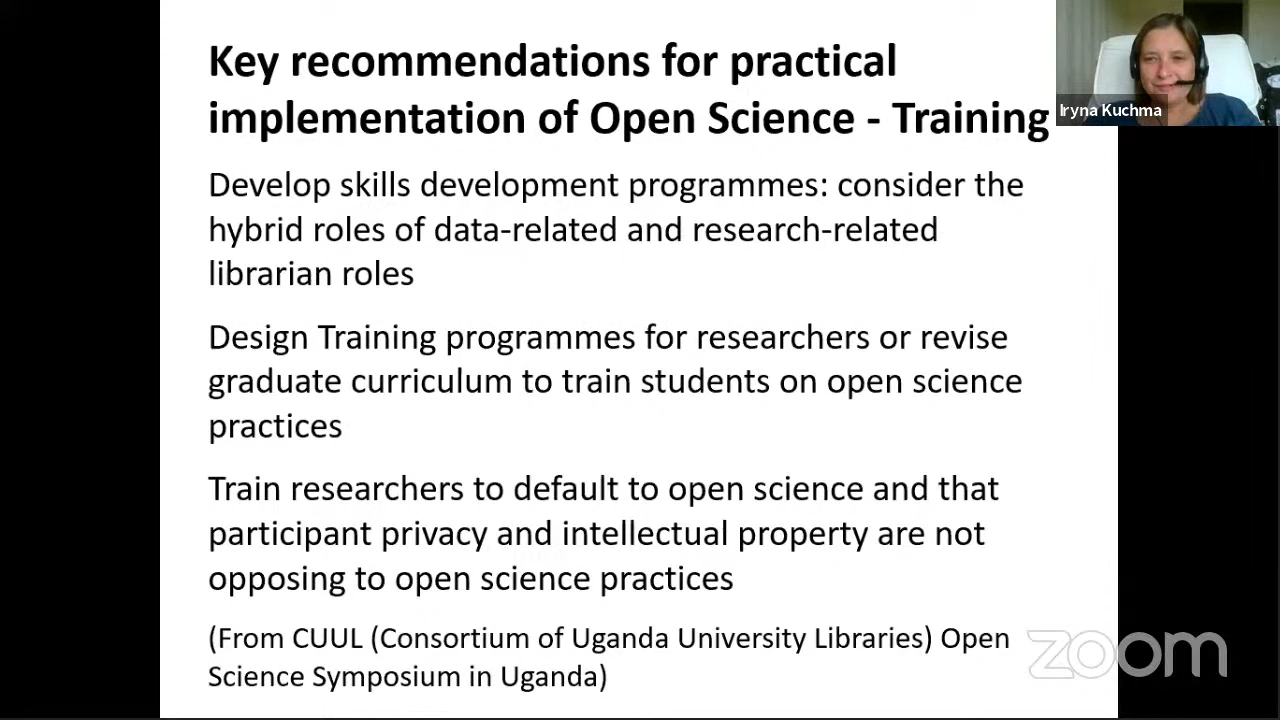 Key recommendations for practical
implementation of Open Science - Training
Develop skills development programmes: consider the
hybrid roles of data-related and research-related
librarian roles
Design Training programmes for researchers or revise
graduate curriculum to train students on open science
practices
Train researchers to default to open science and that
participant privacy and intellectual property are not
opposing to open science practices
(From CUUL (Consortium of Uganda University Libraries) Open
Science Symposium in Uganda)
Iryna Kuchma
zoom